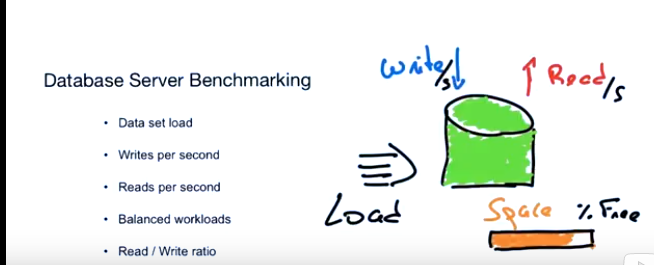 Database Server Benchmarking
• Data set load
• Writes per second
• Reads per second
• Balanced workloads
• Read / Write ratio
Write/s
Read/s
Load
Space % Free